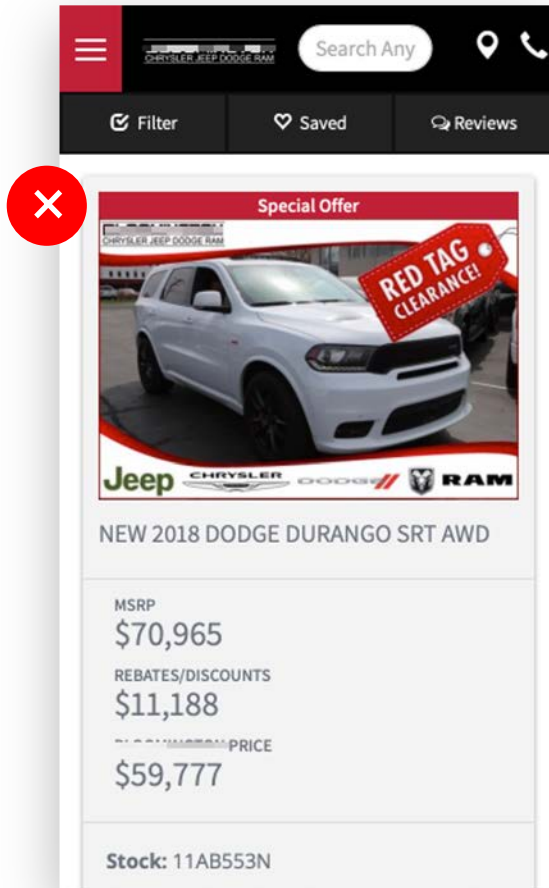 CHRYSLER JEEP DODGE RAM
Search Any
Filter
Saved
Reviews
Special Offer
CHRYSLER JEEP DODGE RAM
RED TAG
CLEARANCE!
Jeep CHRYSLER DODGE RAM
NEW 2018 DODGE DURANGO SRT AWD
MSRP
$70,965
REBATES/DISCOUNTS
$11,188
PRICE
$59,777
Stock: 11AB553N